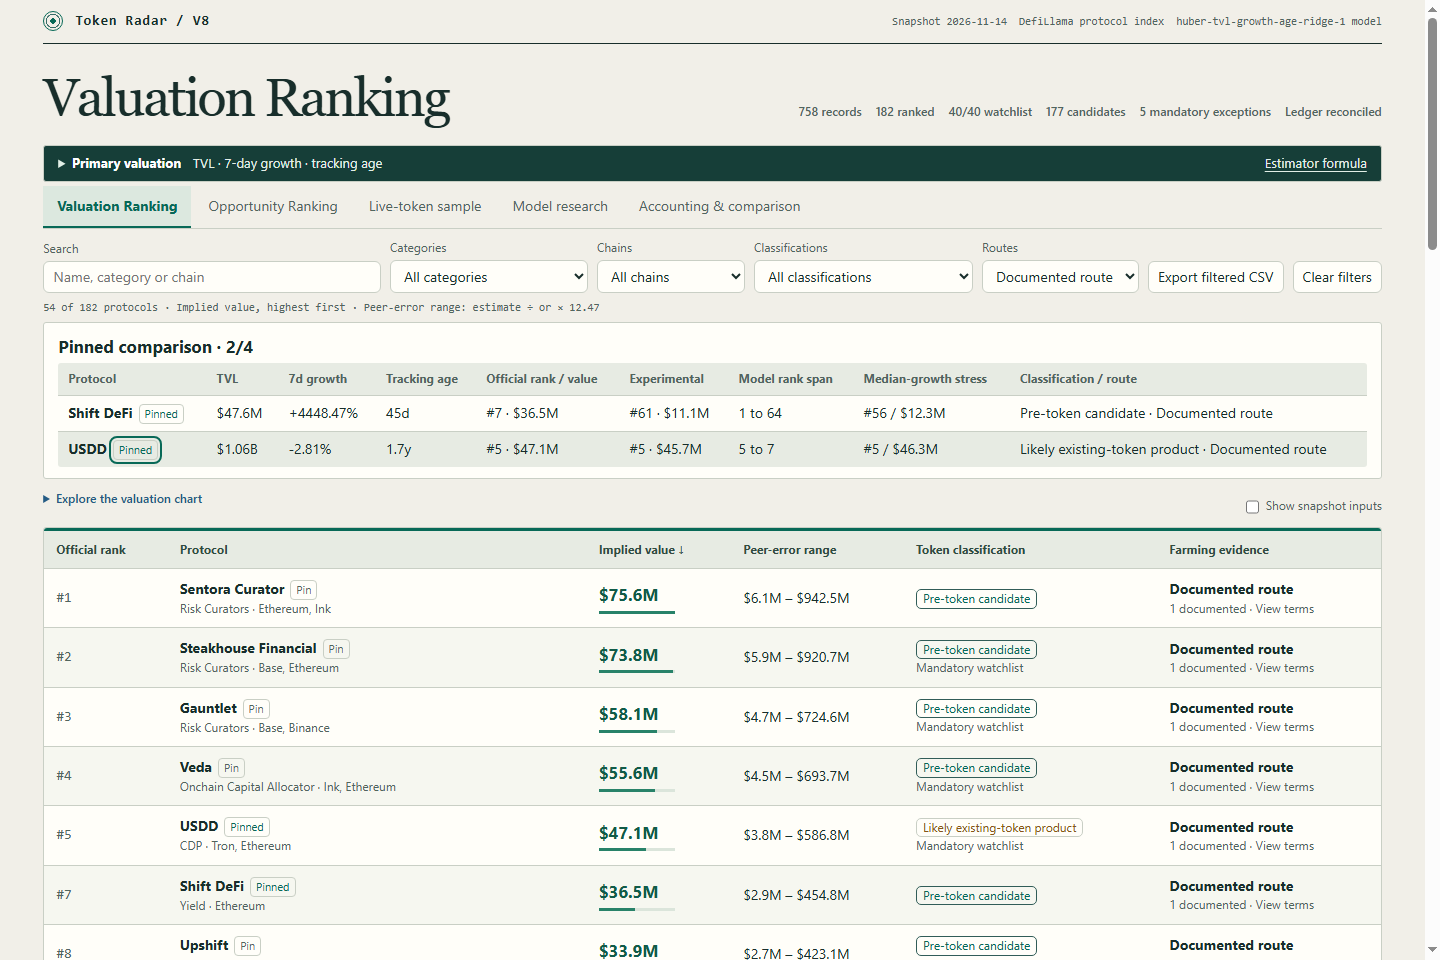 Token Radar / V8
Snapshot 2026-11-14 DefiLlama protocol index huber-tvl-growth-age-ridge-1 model
Valuation Ranking
758 records 182 ranked 40/40 watchlist 177 candidates 5 mandatory exceptions Ledger reconciled
▶ Primary valuation TVL · 7-day growth · tracking age Estimator formula
Valuation Ranking Opportunity Ranking Live-token sample Model research Accounting & comparison
Search Categories Chains Classifications Routes
Name, category or chain All categories All chains All classifications Documented route Export filtered CSV Clear filters
54 of 182 protocols · Implied value, highest first · Peer-error range: estimate ÷ or × 12.47
Pinned comparison · 2/4
Protocol TVL 7d growth Tracking age Official rank / value Experimental Model rank span Median-growth stress Classification / route
Shift DeFi Pinned $47.6M +4448.47% 45d #7 · $36.5M #61 · $11.1M 1 to 64 #56 / $12.3M Pre-token candidate · Documented route
USDD Pinned $1.06B -2.81% 1.7y #5 · $47.1M #5 · $45.7M 5 to 7 #5 / $46.3M Likely existing-token product · Documented route
▶ Explore the valuation chart
Show snapshot inputs
Official rank Protocol Implied value ↓ Peer-error range Token classification Farming evidence
#1 Sentora Curator Pin $75.6M $6.1M – $942.5M Pre-token candidate Documented route
Risk Curators · Ethereum, Ink 1 documented · View terms
#2 Steakhouse Financial Pin $73.8M $5.9M – $920.7M Pre-token candidate Documented route
Risk Curators · Base, Ethereum Mandatory watchlist 1 documented · View terms
#3 Gauntlet Pin $58.1M $4.7M – $724.6M Pre-token candidate Documented route
Risk Curators · Base, Binance Mandatory watchlist 1 documented · View terms
#4 Veda Pin $55.6M $4.5M – $693.7M Pre-token candidate Documented route
Onchain Capital Allocator · Ink, Ethereum Mandatory watchlist 1 documented · View terms
#5 USDD Pinned $47.1M $3.8M – $586.8M Likely existing-token product Documented route
CDP · Tron, Ethereum Mandatory watchlist 1 documented · View terms
#7 Shift DeFi Pinned $36.5M $2.9M – $454.8M Pre-token candidate Documented route
Yield · Ethereum 1 documented · View terms
#8 Upshift Pin $33.9M $2.7M – $423.1M Pre-token candidate Documented route